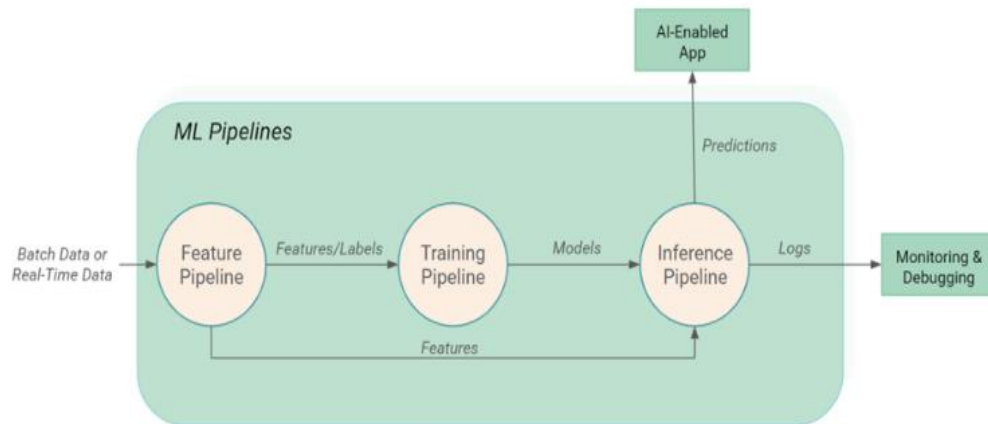 AI-Enabled
App
ML Pipelines
Predictions
Batch Data or
Real-Time Data
Feature
Pipeline
Features/Labels
Training
Pipeline
Models
Inference
Pipeline
Logs
Monitoring &
Debugging
Features